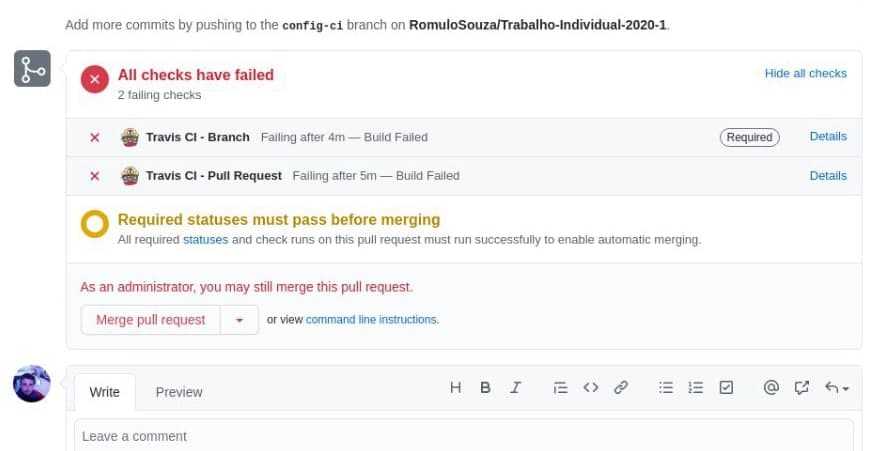 Add more commits by pushing to the config-ci branch on RomuloSouza/Trabalho-Individual-2020-1.
All checks have failed
Hide all checks
2 failing checks
Travis CI - Branch Failing after 4m — Build Failed Required Details
Travis CI - Pull Request Failing after 5m — Build Failed Details
Required statuses must pass before merging
All required statuses and check runs on this pull request must run successfully to enable automatic merging.
As an administrator, you may still merge this pull request.
Merge pull request or view command line instructions.
Write Preview
Leave a comment